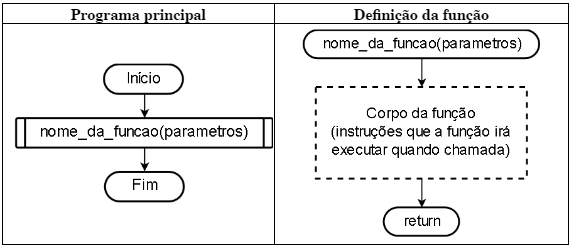 Programa principal
Início
nome_da_funcao(parametros)
Fim
Definição da função
nome_da_funcao(parametros)
Corpo da função
(instruções que a função irá
executar quando chamada)
return